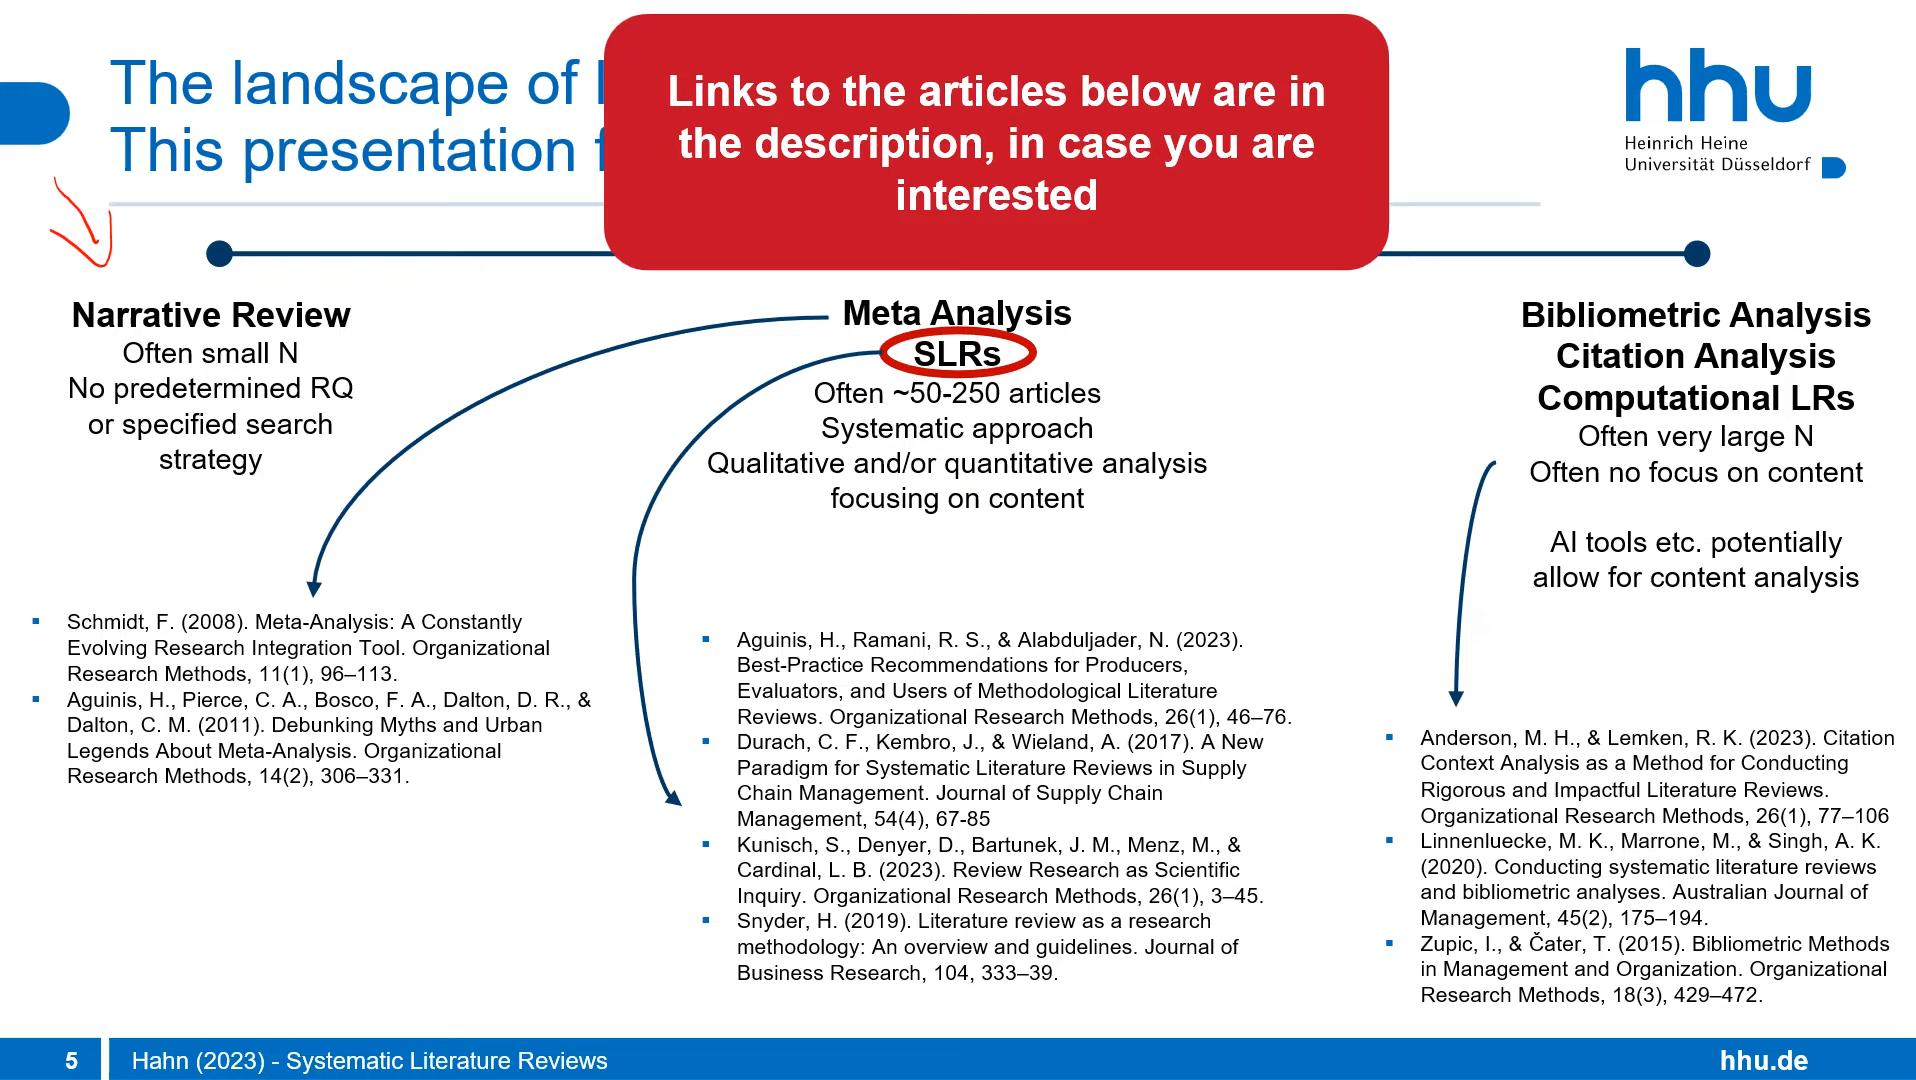 The landscape of
This presentation
Links to the articles below are in
the description, in case you are
interested
hhu
Heinrich Heine
Universität Düsseldorf
Narrative Review
Often small N
No predetermined RQ
or specified search
strategy
Meta Analysis
SLRs
Often ~50-250 articles
Systematic approach
Qualitative and/or quantitative analysis
focusing on content
Bibliometric Analysis
Citation Analysis
Computational LRs
Often very large N
Often no focus on content
AI tools etc. potentially
allow for content analysis
▪ Schmidt, F. (2008). Meta-Analysis: A Constantly
Evolving Research Integration Tool. Organizational
Research Methods, 11(1), 96–113.
▪ Aguinis, H., Pierce, C. A., Bosco, F. A., Dalton, D. R., &
Dalton, C. M. (2011). Debunking Myths and Urban
Legends About Meta-Analysis. Organizational
Research Methods, 14(2), 306–331.
▪ Aguinis, H., Ramani, R. S., & Alabduljader, N. (2023).
Best-Practice Recommendations for Producers,
Evaluators, and Users of Methodological Literature
Reviews. Organizational Research Methods, 26(1), 46–76.
▪ Durach, C. F., Kembro, J., & Wieland, A. (2017). A New
Paradigm for Systematic Literature Reviews in Supply
Chain Management. Journal of Supply Chain
Management, 54(4), 67-85
▪ Kunisch, S., Denyer, D., Bartunek, J. M., Menz, M., &
Cardinal, L. B. (2023). Review Research as Scientific
Inquiry. Organizational Research Methods, 26(1), 3–45.
▪ Snyder, H. (2019). Literature review as a research
methodology: An overview and guidelines. Journal of
Business Research, 104, 333–39.
▪ Anderson, M. H., & Lemken, R. K. (2023). Citation
Context Analysis as a Method for Conducting
Rigorous and Impactful Literature Reviews.
Organizational Research Methods, 26(1), 77–106
▪ Linnenluecke, M. K., Marrone, M., & Singh, A. K.
(2020). Conducting systematic literature reviews
and bibliometric analyses. Australian Journal of
Management, 45(2), 175–194.
▪ Zupic, I., & Čater, T. (2015). Bibliometric Methods
in Management and Organization. Organizational
Research Methods, 18(3), 429–472.
5
Hahn (2023) - Systematic Literature Reviews
hhu.de